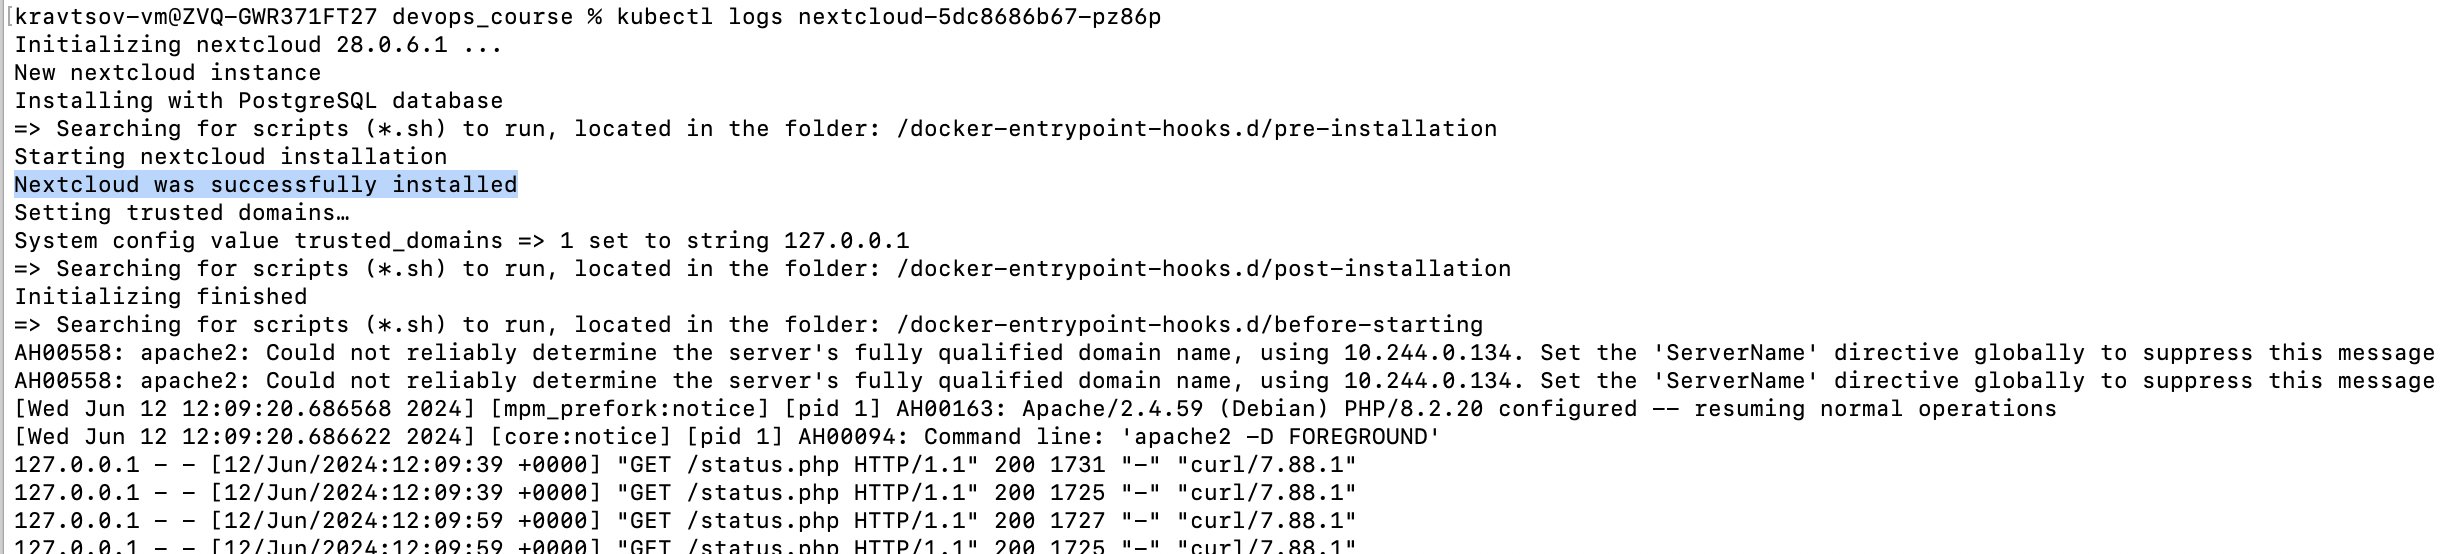 [kravtsov-vm@ZVQ-GWR371FT27 devops_course % kubectl logs nextcloud-5dc8686b67-pz86p
Initializing nextcloud 28.0.6.1 ...
New nextcloud instance
Installing with PostgreSQL database
=> Searching for scripts (*.sh) to run, located in the folder: /docker-entrypoint-hooks.d/pre-installation
Starting nextcloud installation
Nextcloud was successfully installed
Setting trusted domains…
System config value trusted_domains => 1 set to string 127.0.0.1
=> Searching for scripts (*.sh) to run, located in the folder: /docker-entrypoint-hooks.d/post-installation
Initializing finished
=> Searching for scripts (*.sh) to run, located in the folder: /docker-entrypoint-hooks.d/before-starting
AH00558: apache2: Could not reliably determine the server's fully qualified domain name, using 10.244.0.134. Set the 'ServerName' directive globally to suppress this message
AH00558: apache2: Could not reliably determine the server's fully qualified domain name, using 10.244.0.134. Set the 'ServerName' directive globally to suppress this message
[Wed Jun 12 12:09:20.686568 2024] [mpm_prefork:notice] [pid 1] AH00163: Apache/2.4.59 (Debian) PHP/8.2.20 configured -- resuming normal operations
[Wed Jun 12 12:09:20.686622 2024] [core:notice] [pid 1] AH00094: Command line: 'apache2 -D FOREGROUND'
127.0.0.1 - - [12/Jun/2024:12:09:39 +0000] "GET /status.php HTTP/1.1" 200 1731 "-" "curl/7.88.1"
127.0.0.1 - - [12/Jun/2024:12:09:39 +0000] "GET /status.php HTTP/1.1" 200 1725 "-" "curl/7.88.1"
127.0.0.1 - - [12/Jun/2024:12:09:59 +0000] "GET /status.php HTTP/1.1" 200 1727 "-" "curl/7.88.1"
127.0.0.1 - - [12/Jun/2024:12:09:59 +0000] "GET /status.php HTTP/1.1" 200 1725 "-" "curl/7.88.1"